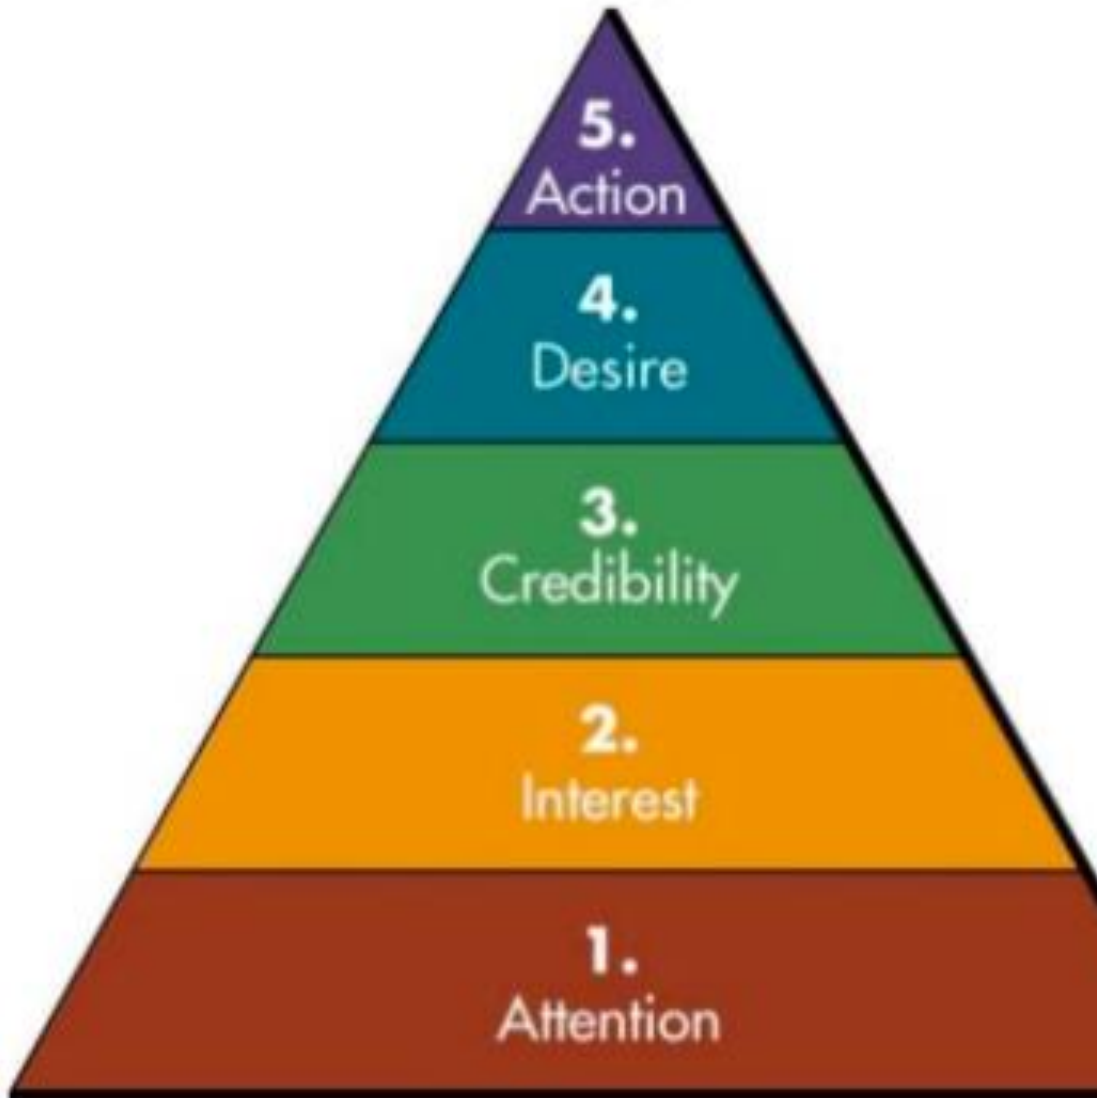 5.
Action
4.
Desire
3.
Credibility
2.
Interest
1.
Attention